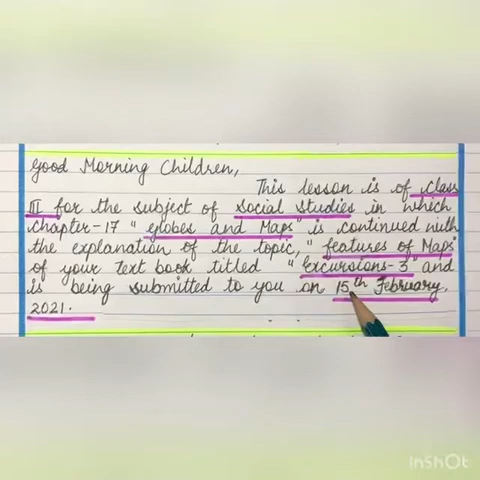 Good Morning Children,
This lesson is of class
III for the subject of Social Studies in which
chapter-17 "globes and Maps" is continued with
the explanation of the topic, "features of Maps"
of your text book titled "Excursions-3" and
is being submitted to you on 15th February,
2021.
InShOt